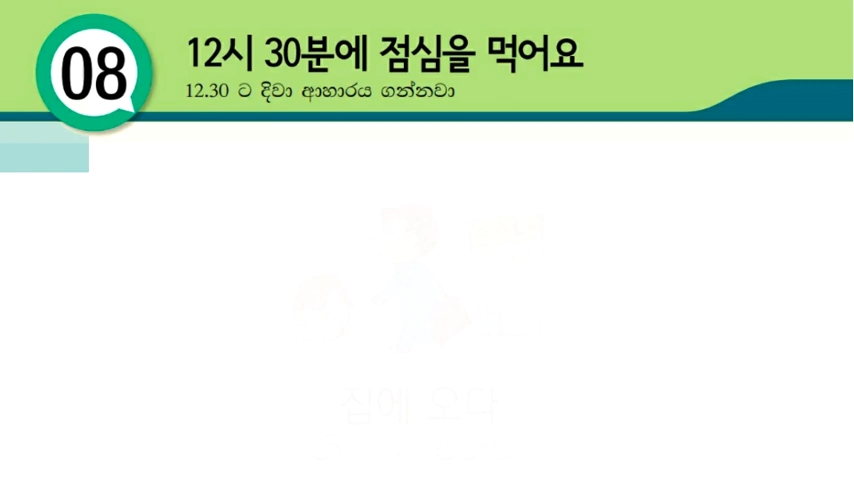 08
12시 30분에 점심을 먹어요
12.30 ට දිවා ආහාරය ගන්නවා
집에 오다